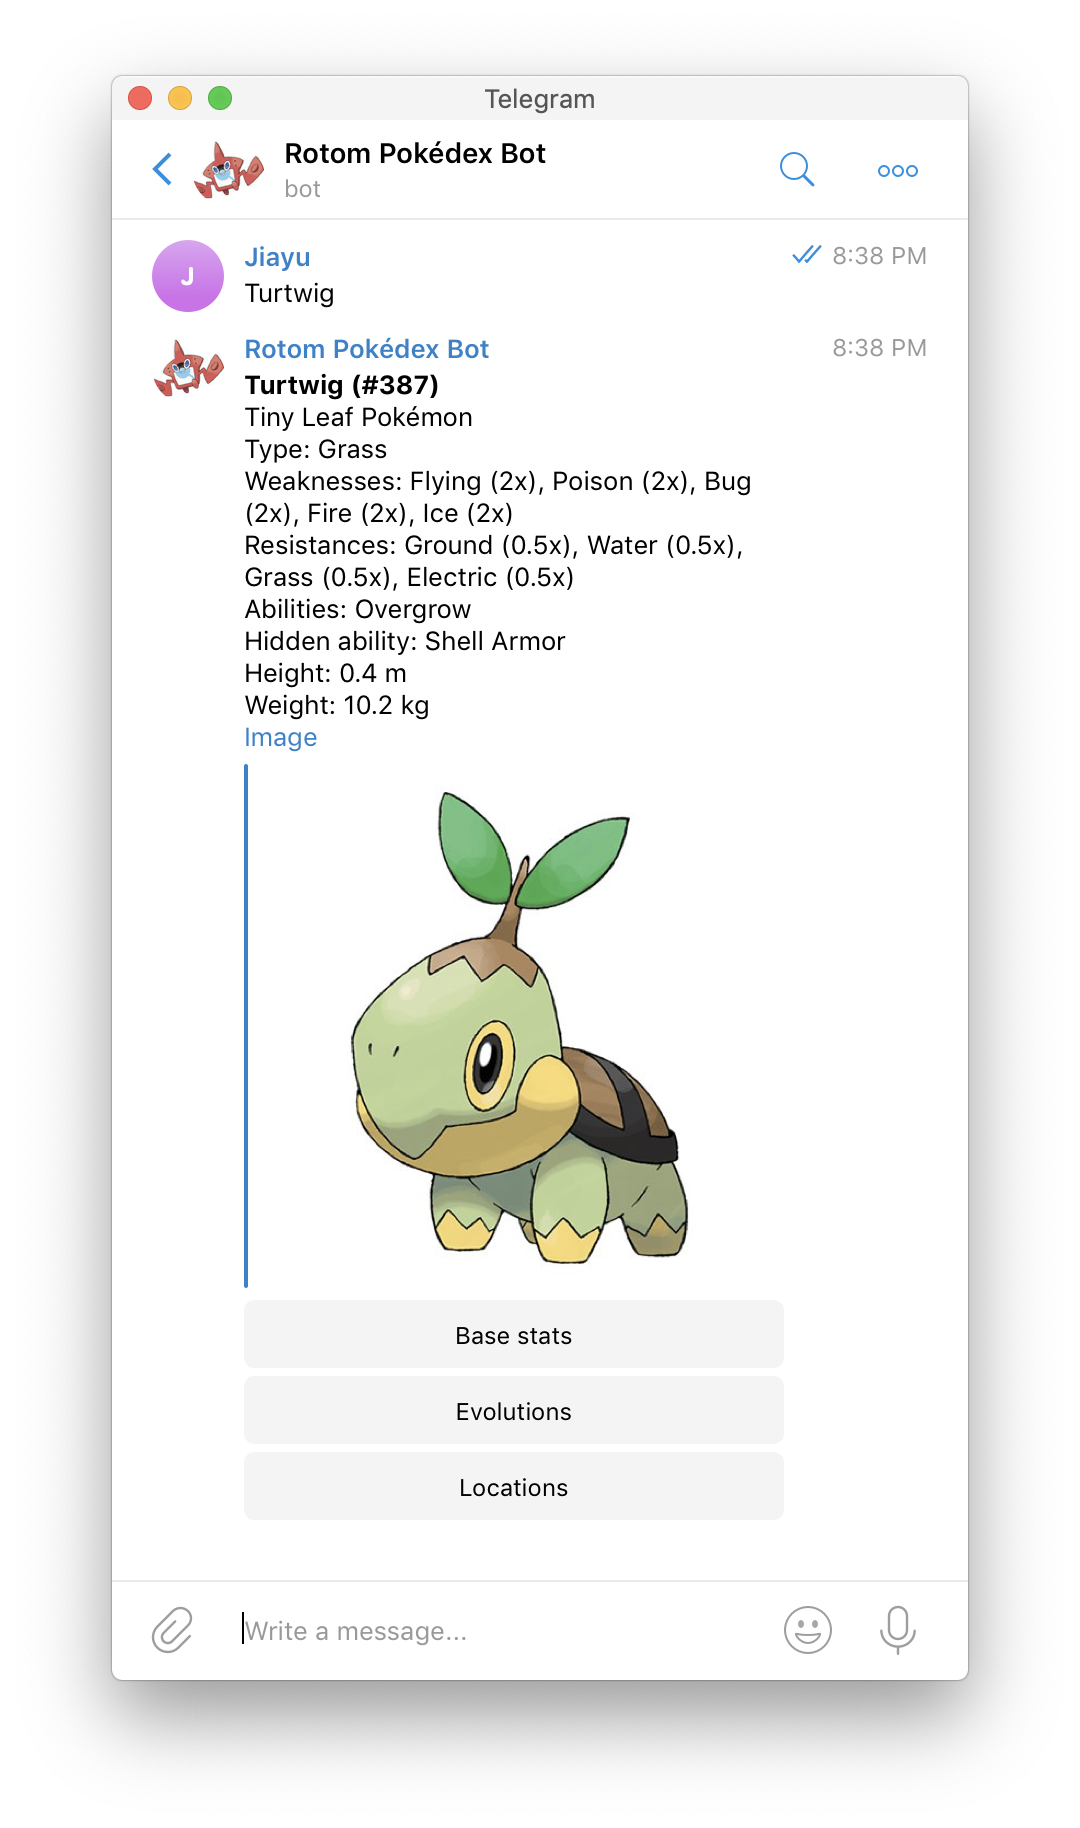 Telegram
Rotom Pokédex Bot
bot
J
Jiayu
8:38 PM
Turtwig
Rotom Pokédex Bot
8:38 PM
Turtwig (#387)
Tiny Leaf Pokémon
Type: Grass
Weaknesses: Flying (2x), Poison (2x), Bug
(2x), Fire (2x), Ice (2x)
Resistances: Ground (0.5x), Water (0.5x),
Grass (0.5x), Electric (0.5x)
Abilities: Overgrow
Hidden ability: Shell Armor
Height: 0.4 m
Weight: 10.2 kg
Image
Base stats
Evolutions
Locations
Write a message...